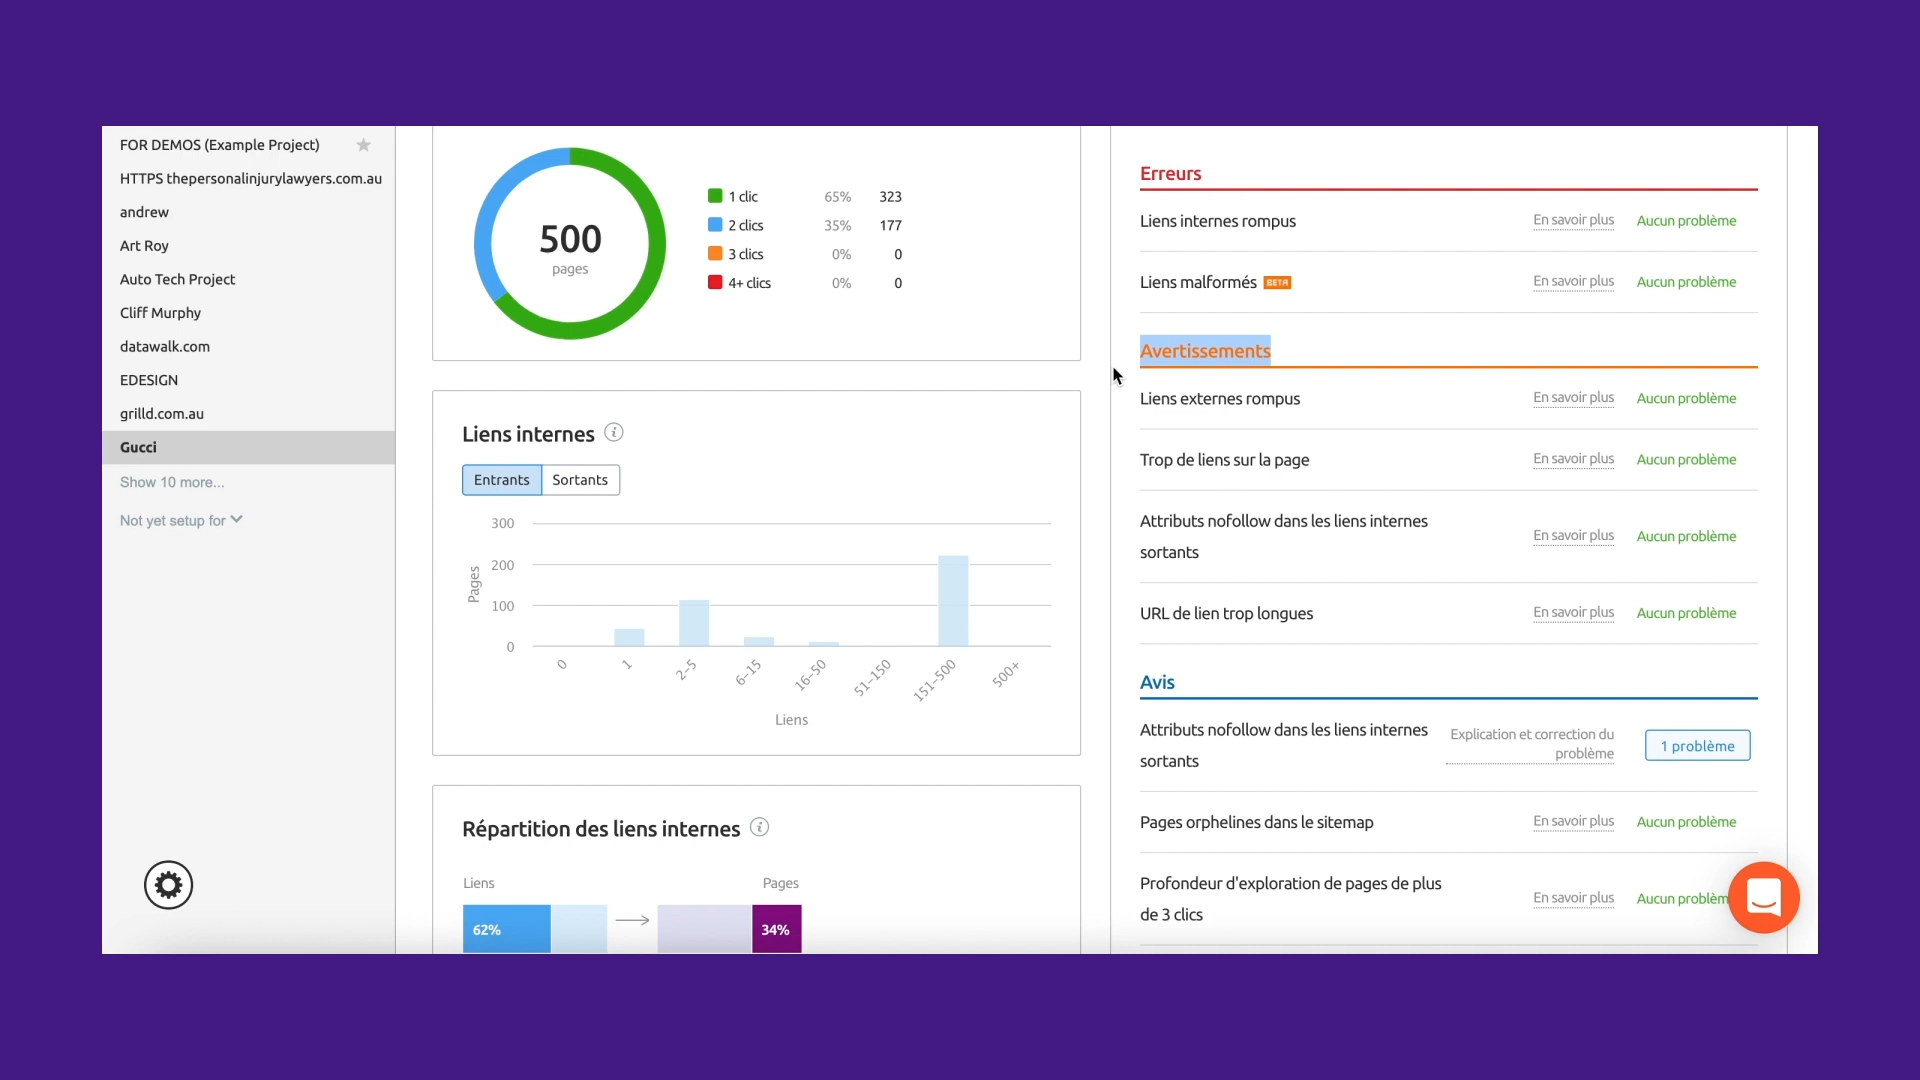 FOR DEMOS (Example Project)
HTTPS thepersonalinjurylawyers.com.au
andrew
Art Roy
Auto Tech Project
Cliff Murphy
datawalk.com
EDESIGN
grilld.com.au
Gucci
Show 10 more...
Not yet setup for
500
pages
1 clic 65% 323
2 clics 35% 177
3 clics 0% 0
4+ clics 0% 0
Liens internes
Entrants Sortants
300
200
100
0
Pages
0 1 2–5 6–15 16–50 51–150 151–500 500+
Liens
Répartition des liens internes
Liens Pages
62% 34%
Erreurs
Liens internes rompus En savoir plus Aucun problème
Liens malformés BETA En savoir plus Aucun problème
Avertissements
Liens externes rompus En savoir plus Aucun problème
Trop de liens sur la page En savoir plus Aucun problème
Attributs nofollow dans les liens internes
sortants En savoir plus Aucun problème
URL de lien trop longues En savoir plus Aucun problème
Avis
Attributs nofollow dans les liens internes
sortants
Explication et correction du
problème
1 problème
Pages orphelines dans le sitemap En savoir plus Aucun problème
Profondeur d'exploration de pages de plus
de 3 clics En savoir plus Aucun problèm